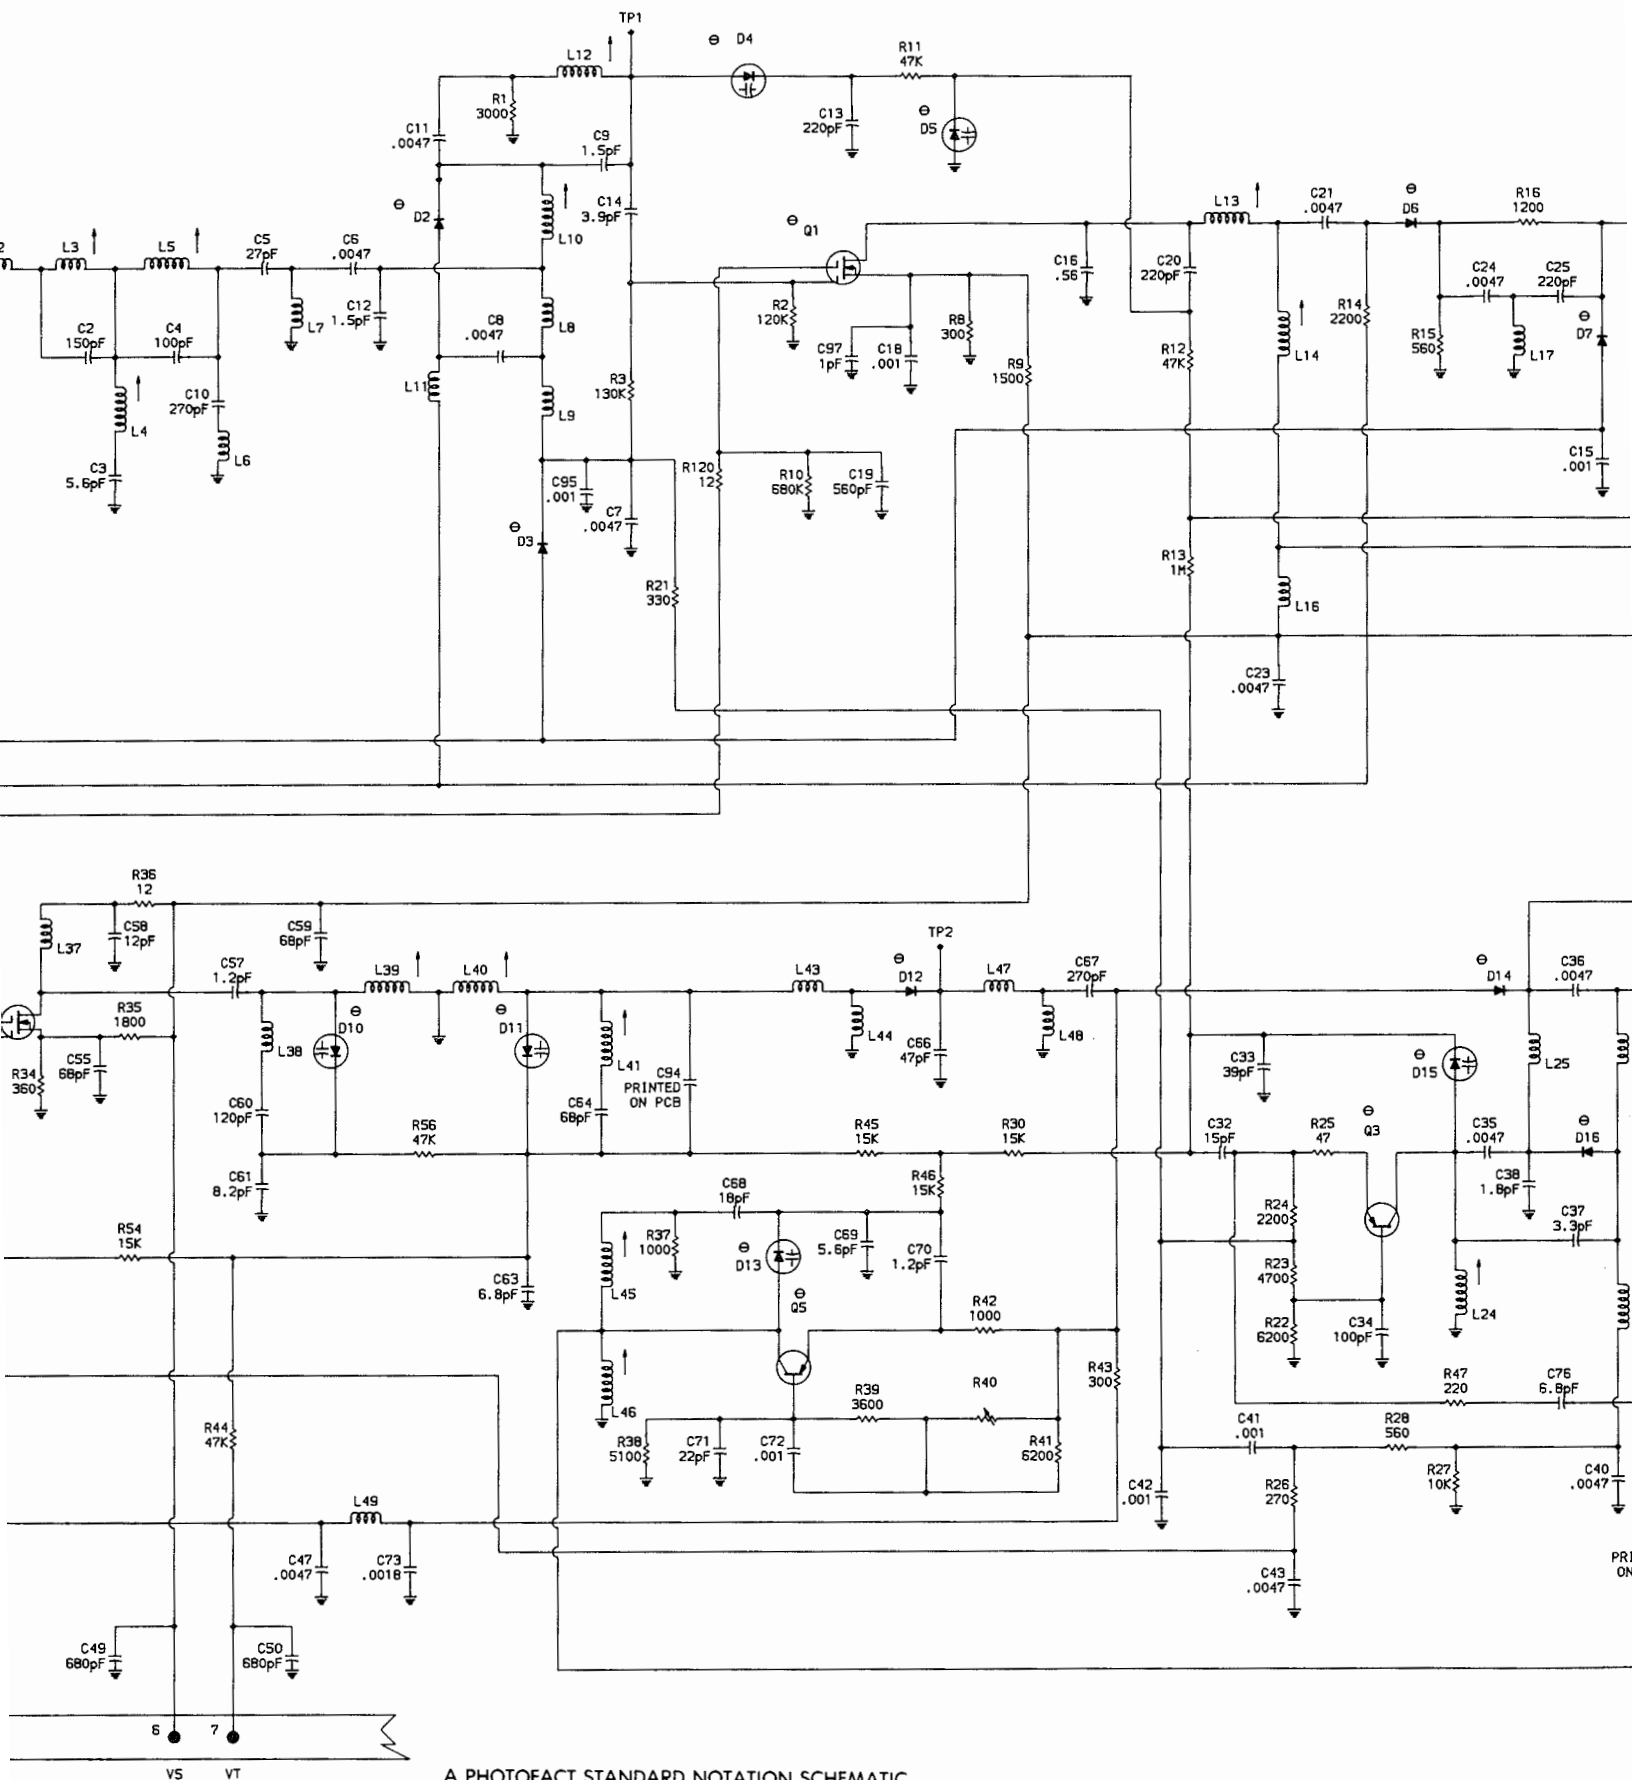 TP1
⊖ D4
R11
47K
L12
R1
3000
C11
.0047
C9
1.5pF
C13
220pF
⊖
D5
⊖
D2
L10
C14
3.9pF
⊖
Q1
L13
C21
.0047
⊖
D6
R16
1200
2
L3
L5
C5
27pF
C6
.0047
C16
.56
C20
220pF
C24
.0047
C25
220pF
L7
C12
1.5pF
L8
R2
120K
R14
2200
⊖
D7
C2
150pF
C4
100pF
C8
.0047
C97
1pF
C18
.001
R8
300
R9
1500
R12
47K
L14
R15
560
L17
L11
R3
130K
L4
C10
270pF
L9
L6
C3
5.6pF
C95
.001
R120
12
R10
680K
C19
560pF
C15
.001
C7
.0047
⊖
D3
R13
1M
R21
330
L16
C23
.0047
R36
12
L37
C58
12pF
C59
68pF
TP2
C57
1.2pF
L39
L40
L43
⊖
D12
L47
C67
270pF
⊖
D14
C36
.0047
R35
1800
⊖
D10
⊖
D11
L38
L41
L44
C66
47pF
L48
C33
39pF
⊖
D15
L25
R34
360
C55
68pF
C94
PRINTED
ON PCB
C60
120pF
C64
68pF
R56
47K
R45
15K
R30
15K
C32
15pF
R25
47
⊖
Q3
C35
.0047
⊖
D16
C61
8.2pF
C68
18pF
R46
15K
C38
1.8pF
R24
2200
R54
15K
R37
1000
⊖
D13
C69
5.6pF
C70
1.2pF
C37
3.3pF
C63
6.8pF
L45
⊖
Q5
R42
1000
R23
4700
R22
6200
C34
100pF
L24
L46
R39
3600
R40
R43
300
R47
220
C76
6.8pF
R44
47K
R38
5100
C71
22pF
C72
.001
R41
6200
C41
.001
R28
560
C42
.001
R26
270
R27
10K
C40
.0047
L49
C47
.0047
C73
.0018
C43
.0047
PRI
ON
C49
680pF
C50
680pF
6
7
VS
VT
A PHOTOFACT STANDARD NOTATION SCHEMATIC